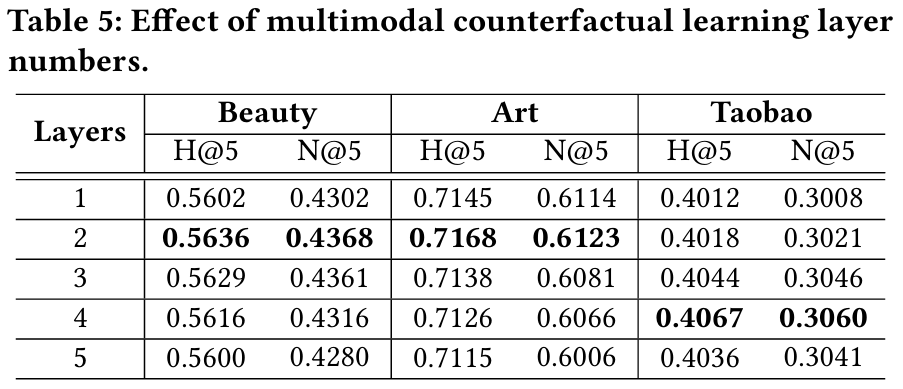 Table 5: Effect of multimodal counterfactual learning layer
numbers.
Layers Beauty Art Taobao
H@5 N@5 H@5 N@5 H@5 N@5
1 0.5602 0.4302 0.7145 0.6114 0.4012 0.3008
2 0.5636 0.4368 0.7168 0.6123 0.4018 0.3021
3 0.5629 0.4361 0.7138 0.6081 0.4044 0.3046
4 0.5616 0.4316 0.7126 0.6066 0.4067 0.3060
5 0.5600 0.4280 0.7115 0.6006 0.4036 0.3041